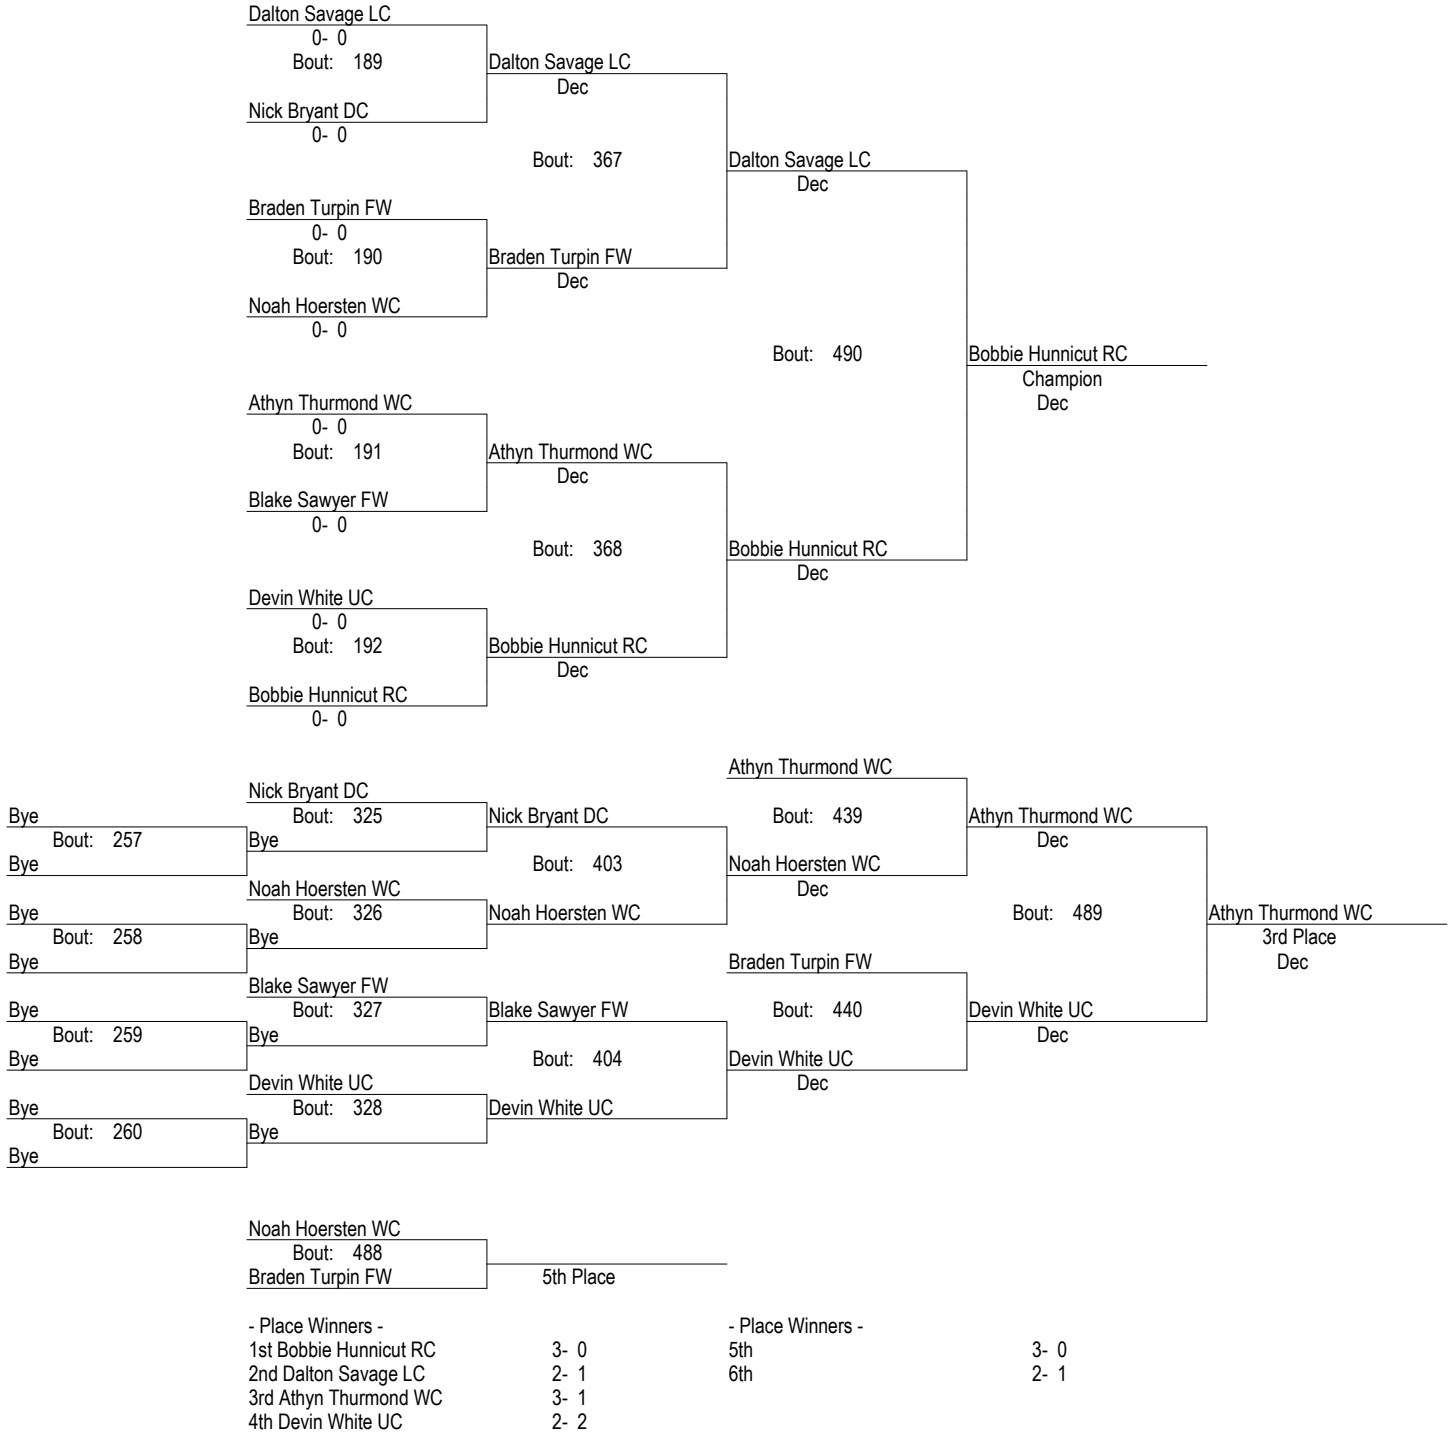 Dalton Savage LC
0- 0
Bout: 189
Dalton Savage LC
Dec
Nick Bryant DC
0- 0
Bout: 367
Dalton Savage LC
Dec
Braden Turpin FW
0- 0
Bout: 190
Braden Turpin FW
Dec
Noah Hoersten WC
0- 0
Bout: 490
Bobbie Hunnicut RC
Champion
Dec
Athyn Thurmond WC
0- 0
Bout: 191
Athyn Thurmond WC
Dec
Blake Sawyer FW
0- 0
Bout: 368
Bobbie Hunnicut RC
Dec
Devin White UC
0- 0
Bout: 192
Bobbie Hunnicut RC
Dec
Bobbie Hunnicut RC
0- 0
Athyn Thurmond WC
Nick Bryant DC
Bye
Bout: 325
Nick Bryant DC
Bout: 439
Athyn Thurmond WC
Bout: 257
Bye
Dec
Bye
Bout: 403
Noah Hoersten WC
Noah Hoersten WC
Dec
Bye
Bout: 326
Noah Hoersten WC
Bout: 489
Athyn Thurmond WC
Bout: 258
Bye
3rd Place
Bye
Braden Turpin FW
Dec
Blake Sawyer FW
Bye
Bout: 327
Blake Sawyer FW
Bout: 440
Devin White UC
Bout: 259
Bye
Dec
Bye
Bout: 404
Devin White UC
Devin White UC
Dec
Bye
Bout: 328
Devin White UC
Bout: 260
Bye
Bye
Noah Hoersten WC
Bout: 488
Braden Turpin FW
5th Place
- Place Winners -
1st Bobbie Hunnicut RC 3- 0
2nd Dalton Savage LC 2- 1
3rd Athyn Thurmond WC 3- 1
4th Devin White UC 2- 2
- Place Winners -
5th 3- 0
6th 2- 1